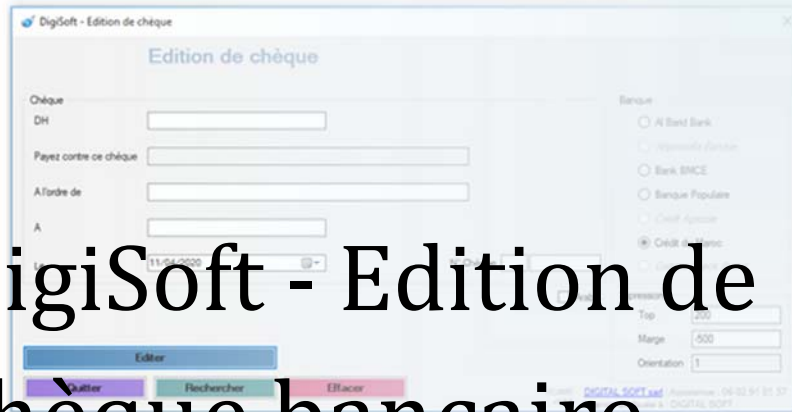 DigiSoft - Édition de chèque
Edition de chèque
Chèque
DH
Payez contre ce chèque
A l'ordre de
A
11/04/2020
Banque
Al Barid Bank
Bank BMCE
Banque Populaire
Crédit du Maroc
igiSoft - Edition de
hèque bancaire
Top 200
Marge -500
Orientation 1
Editer
Quitter
Rechercher
Effacer
DIGITAL SOFT sarl